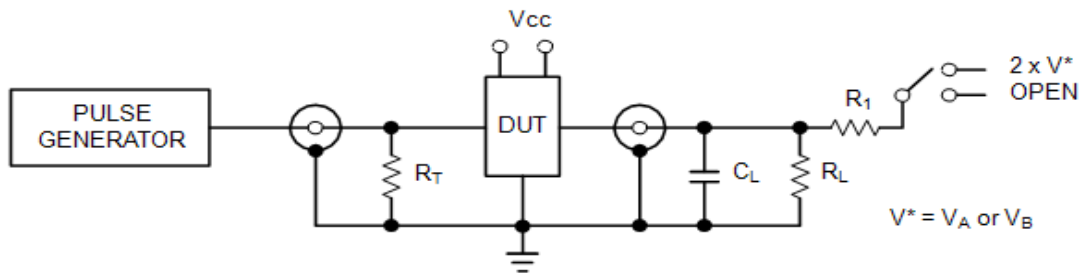 Vcc
2 x V*
OPEN
R1
PULSE
GENERATOR
DUT
RT
CL
RL
V* = VA or VB